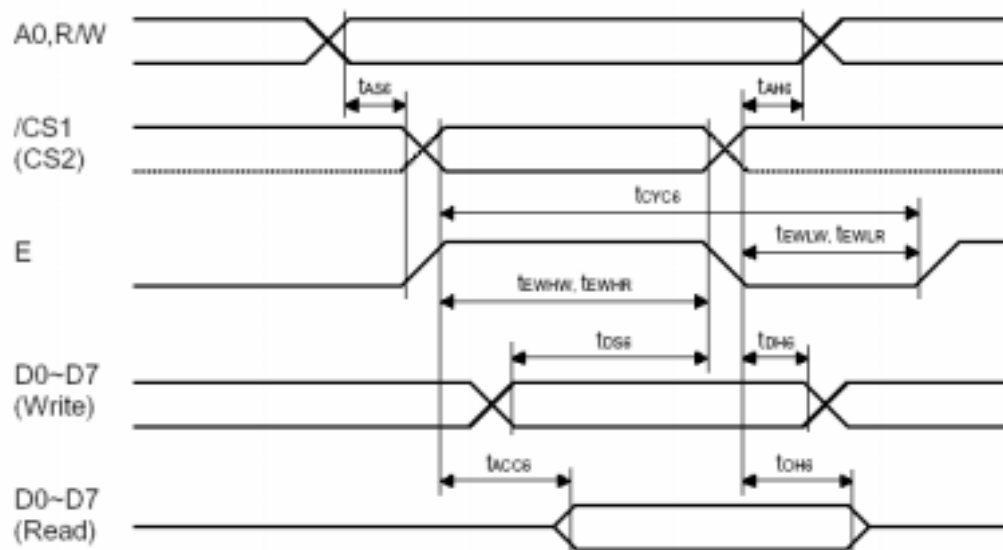 A0,R/W
tAS6
tAH6
/CS1
(CS2)
tCYC6
tEWLW, tEWLR
E
tEWHW, tEWHR
tDS6
tDH6
D0~D7
(Write)
tACC6
tOH6
D0~D7
(Read)